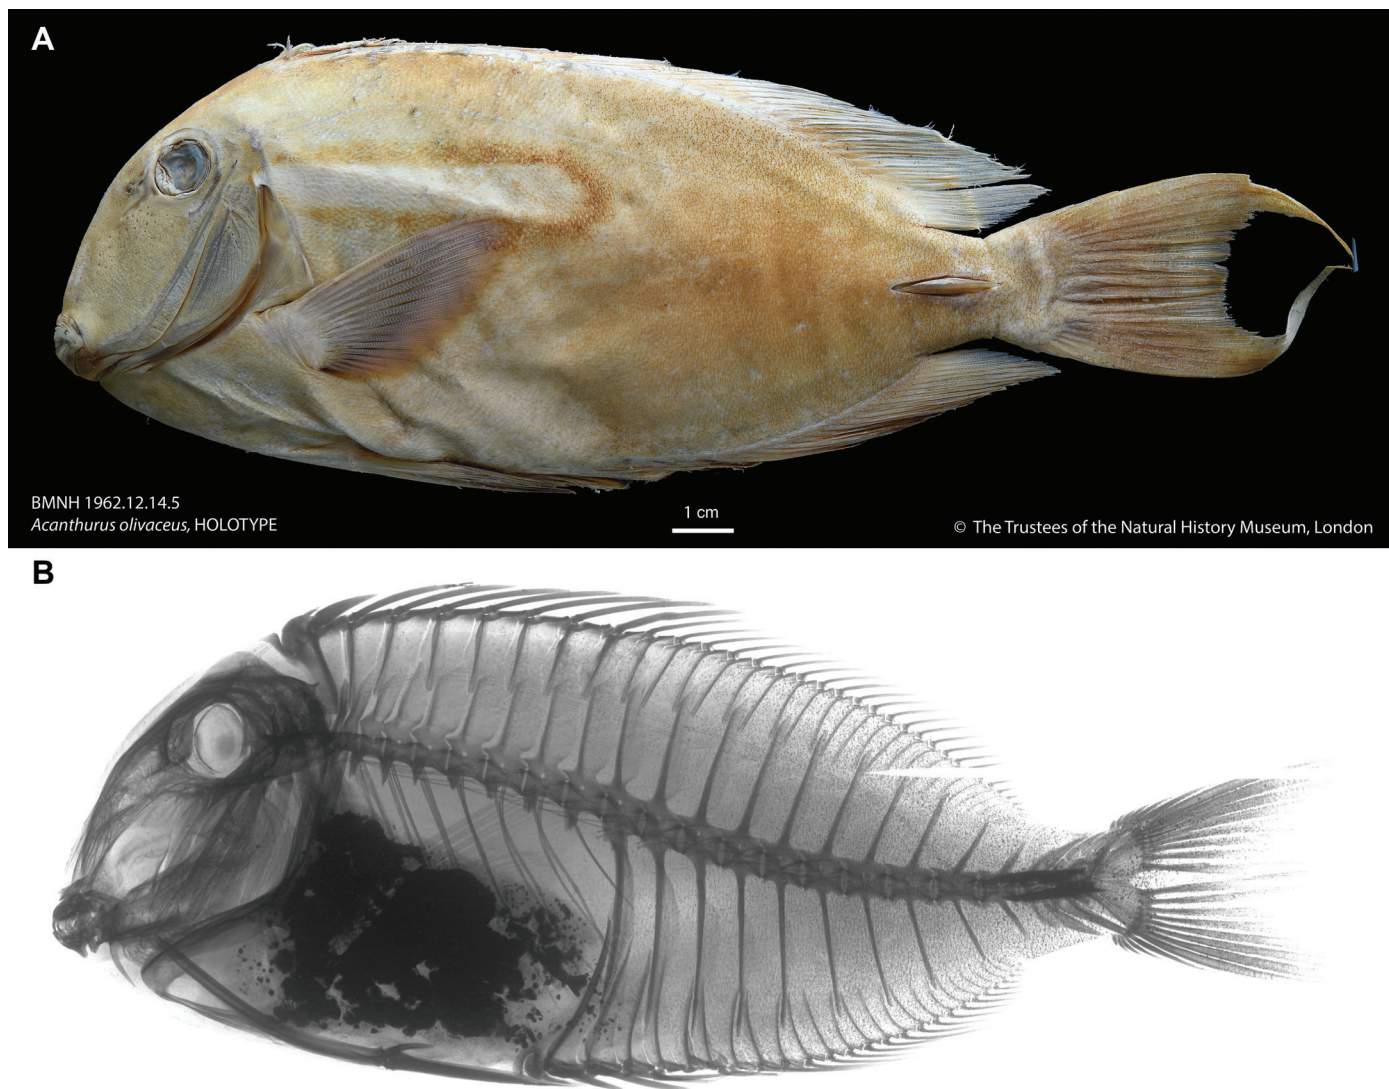 A
BMNH 1962.12.14.5
Acanthurus olivaceus, HOLOTYPE
1 cm
© The Trustees of the Natural History Museum, London
B